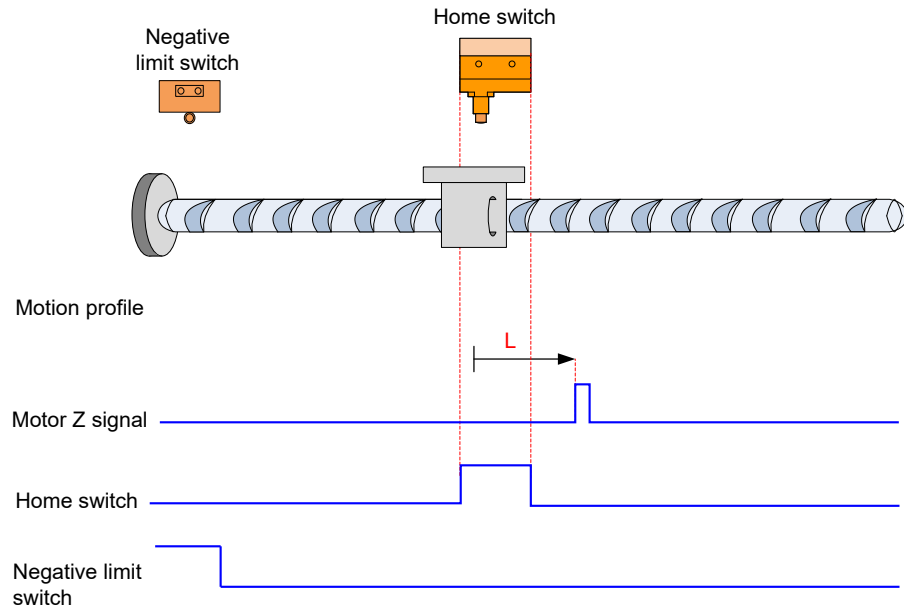 Home switch
Negative
limit switch
Motion profile
L
Motor Z signal
Home switch
Negative limit
switch